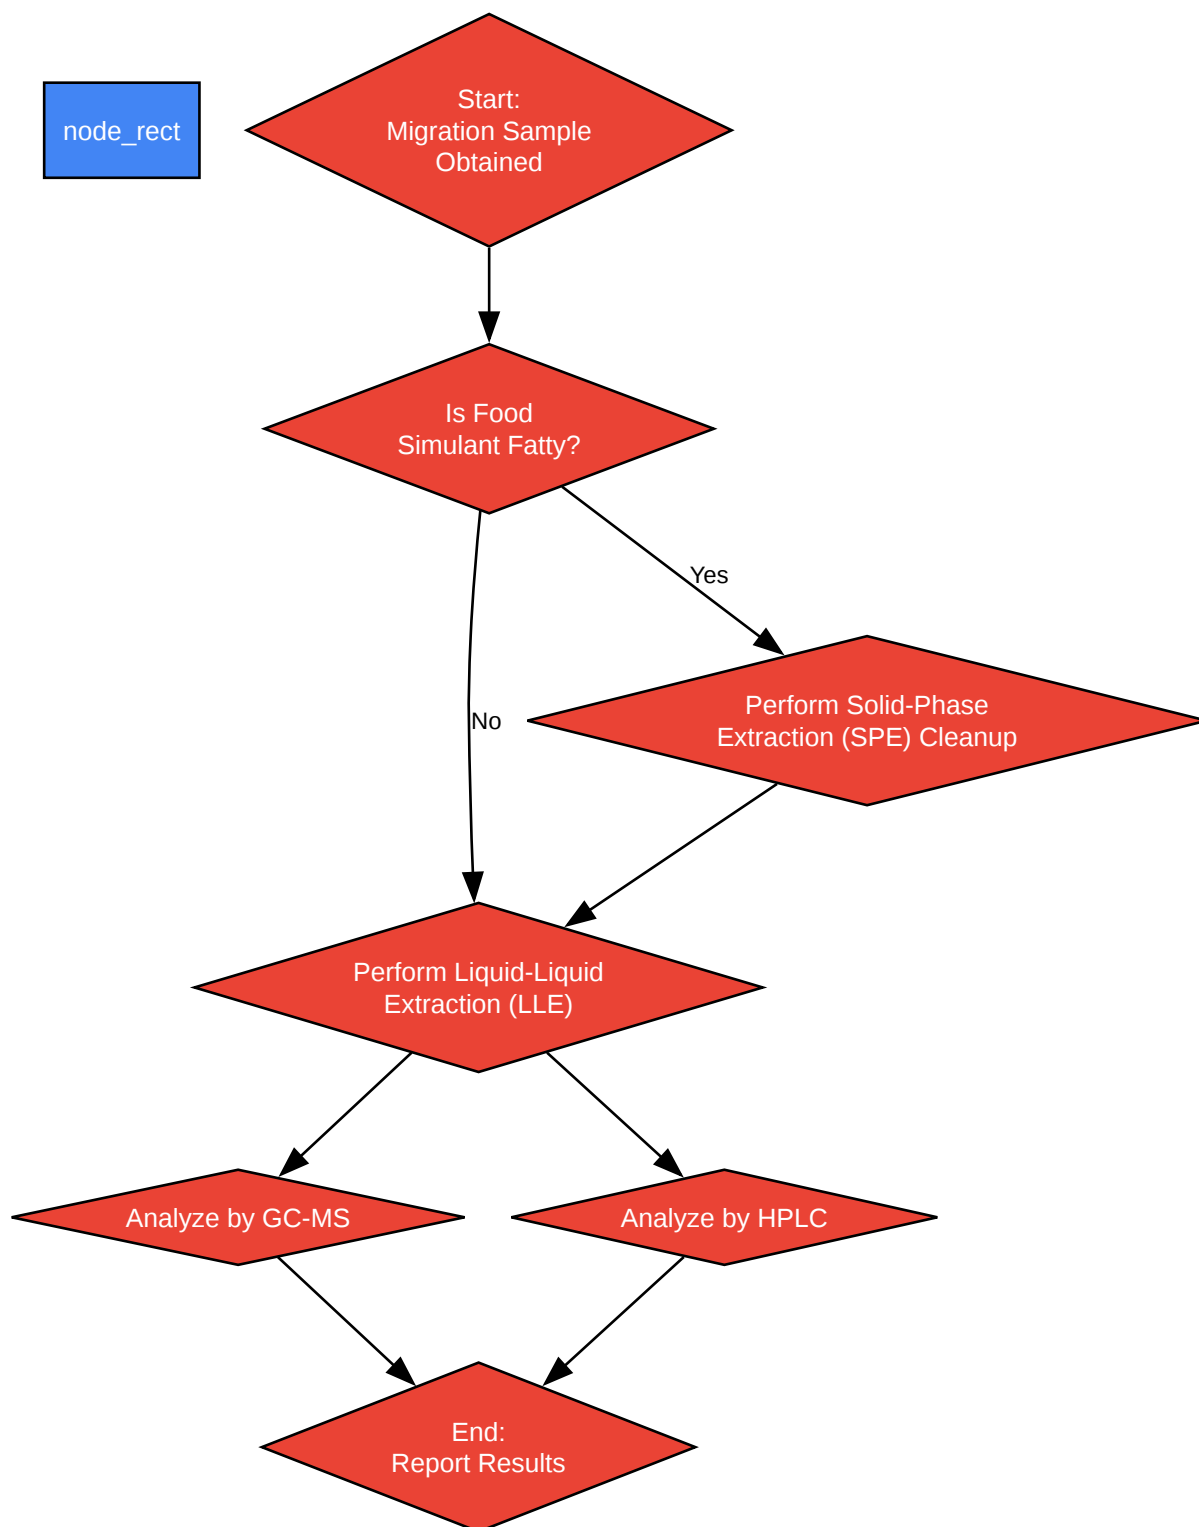 node_rect
Start:
Migration Sample
Obtained
Is Food
Simulant Fatty?
Yes
Perform Solid-Phase
Extraction (SPE) Cleanup
No
Perform Liquid-Liquid
Extraction (LLE)
Analyze by GC-MS
Analyze by HPLC
End:
Report Results